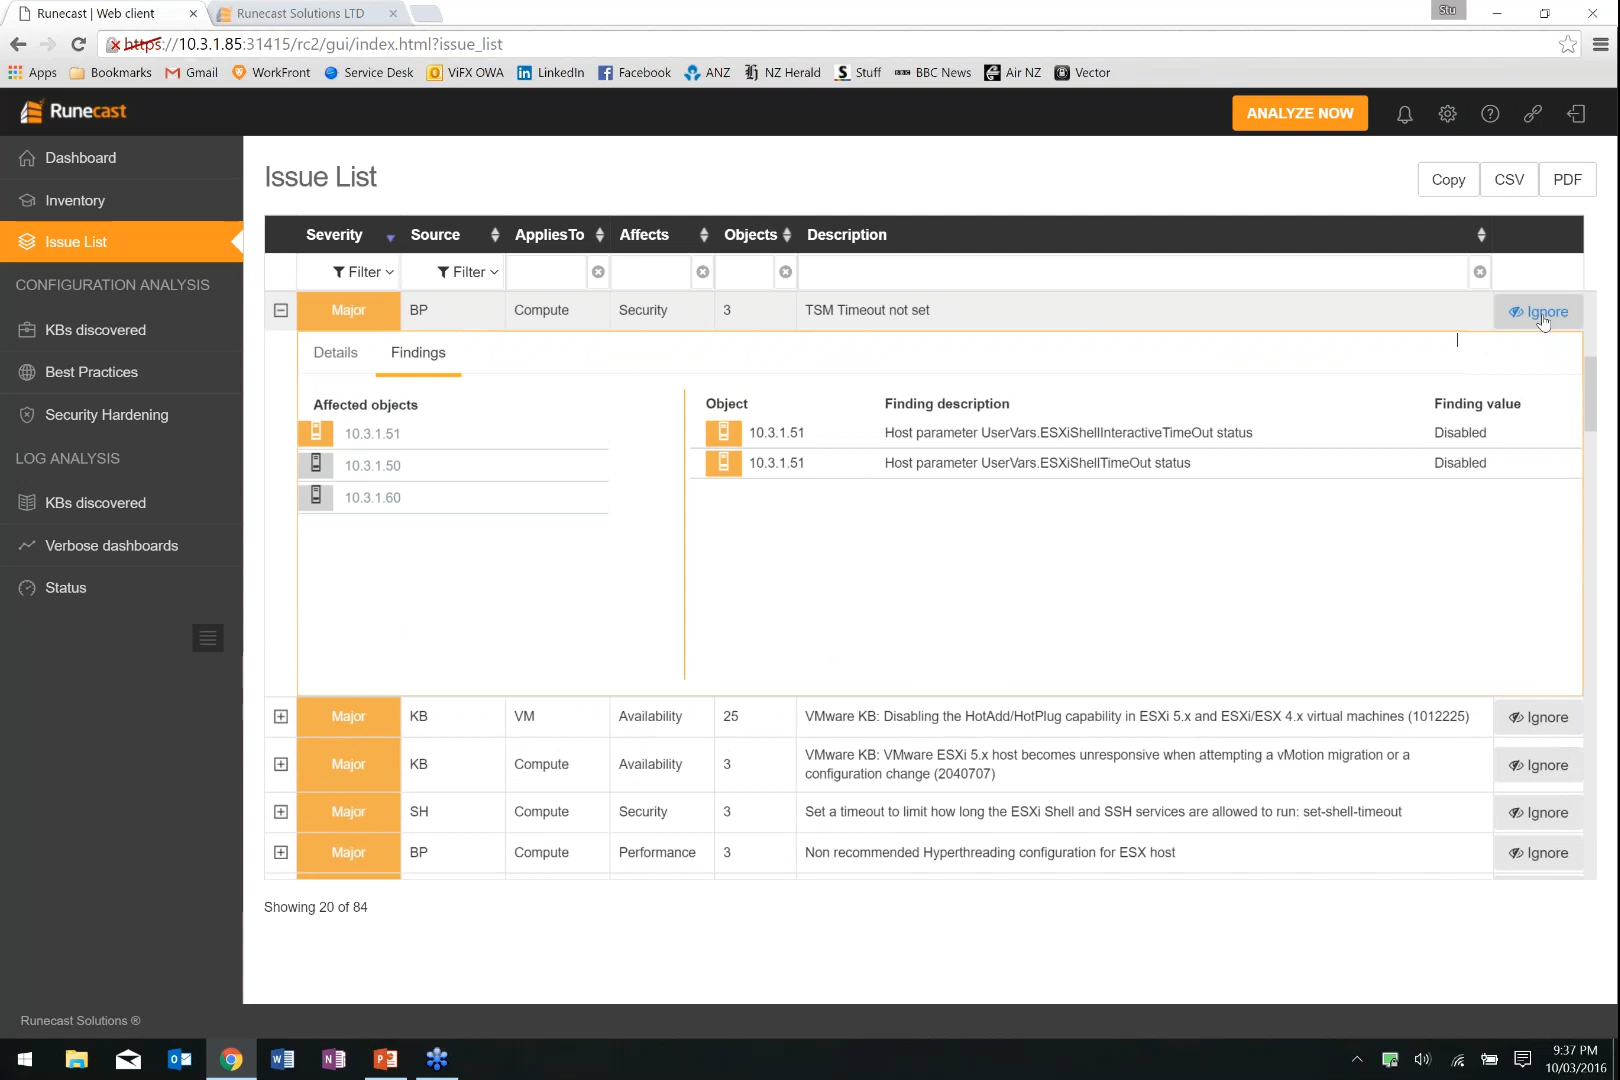 Runecast | Web client
Runecast Solutions LTD
Stu
https://10.3.1.85:31415/rc2/gui/index.html?issue_list
Apps Bookmarks Gmail WorkFront Service Desk ViFX OWA LinkedIn Facebook ANZ NZ Herald Stuff BBC News Air NZ Vector
Runecast
ANALYZE NOW
Dashboard
Inventory
Issue List
CONFIGURATION ANALYSIS
KBs discovered
Best Practices
Security Hardening
LOG ANALYSIS
KBs discovered
Verbose dashboards
Status
Runecast Solutions ®
Issue List
Copy CSV PDF
Severity Source AppliesTo Affects Objects Description
Filter Filter
Major BP Compute Security 3 TSM Timeout not set Ignore
Details Findings
Affected objects
10.3.1.51
10.3.1.50
10.3.1.60
Object Finding description Finding value
10.3.1.51 Host parameter UserVars.ESXiShellInteractiveTimeOut status Disabled
10.3.1.51 Host parameter UserVars.ESXiShellTimeOut status Disabled
Major KB VM Availability 25 VMware KB: Disabling the HotAdd/HotPlug capability in ESXi 5.x and ESXi/ESX 4.x virtual machines (1012225) Ignore
Major KB Compute Availability 3 VMware KB: VMware ESXi 5.x host becomes unresponsive when attempting a vMotion migration or a
configuration change (2040707) Ignore
Major SH Compute Security 3 Set a timeout to limit how long the ESXi Shell and SSH services are allowed to run: set-shell-timeout Ignore
Major BP Compute Performance 3 Non recommended Hyperthreading configuration for ESX host Ignore
Showing 20 of 84
9:37 PM
10/03/2016